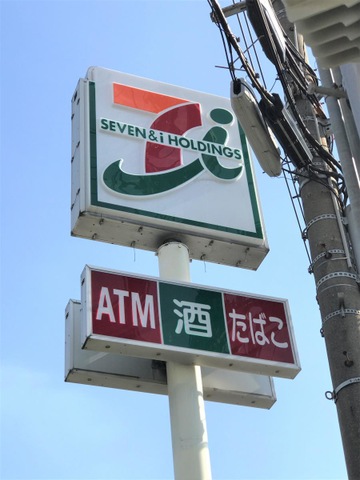 SEVEN & i HOLDINGS
ATM 酒 たばこ